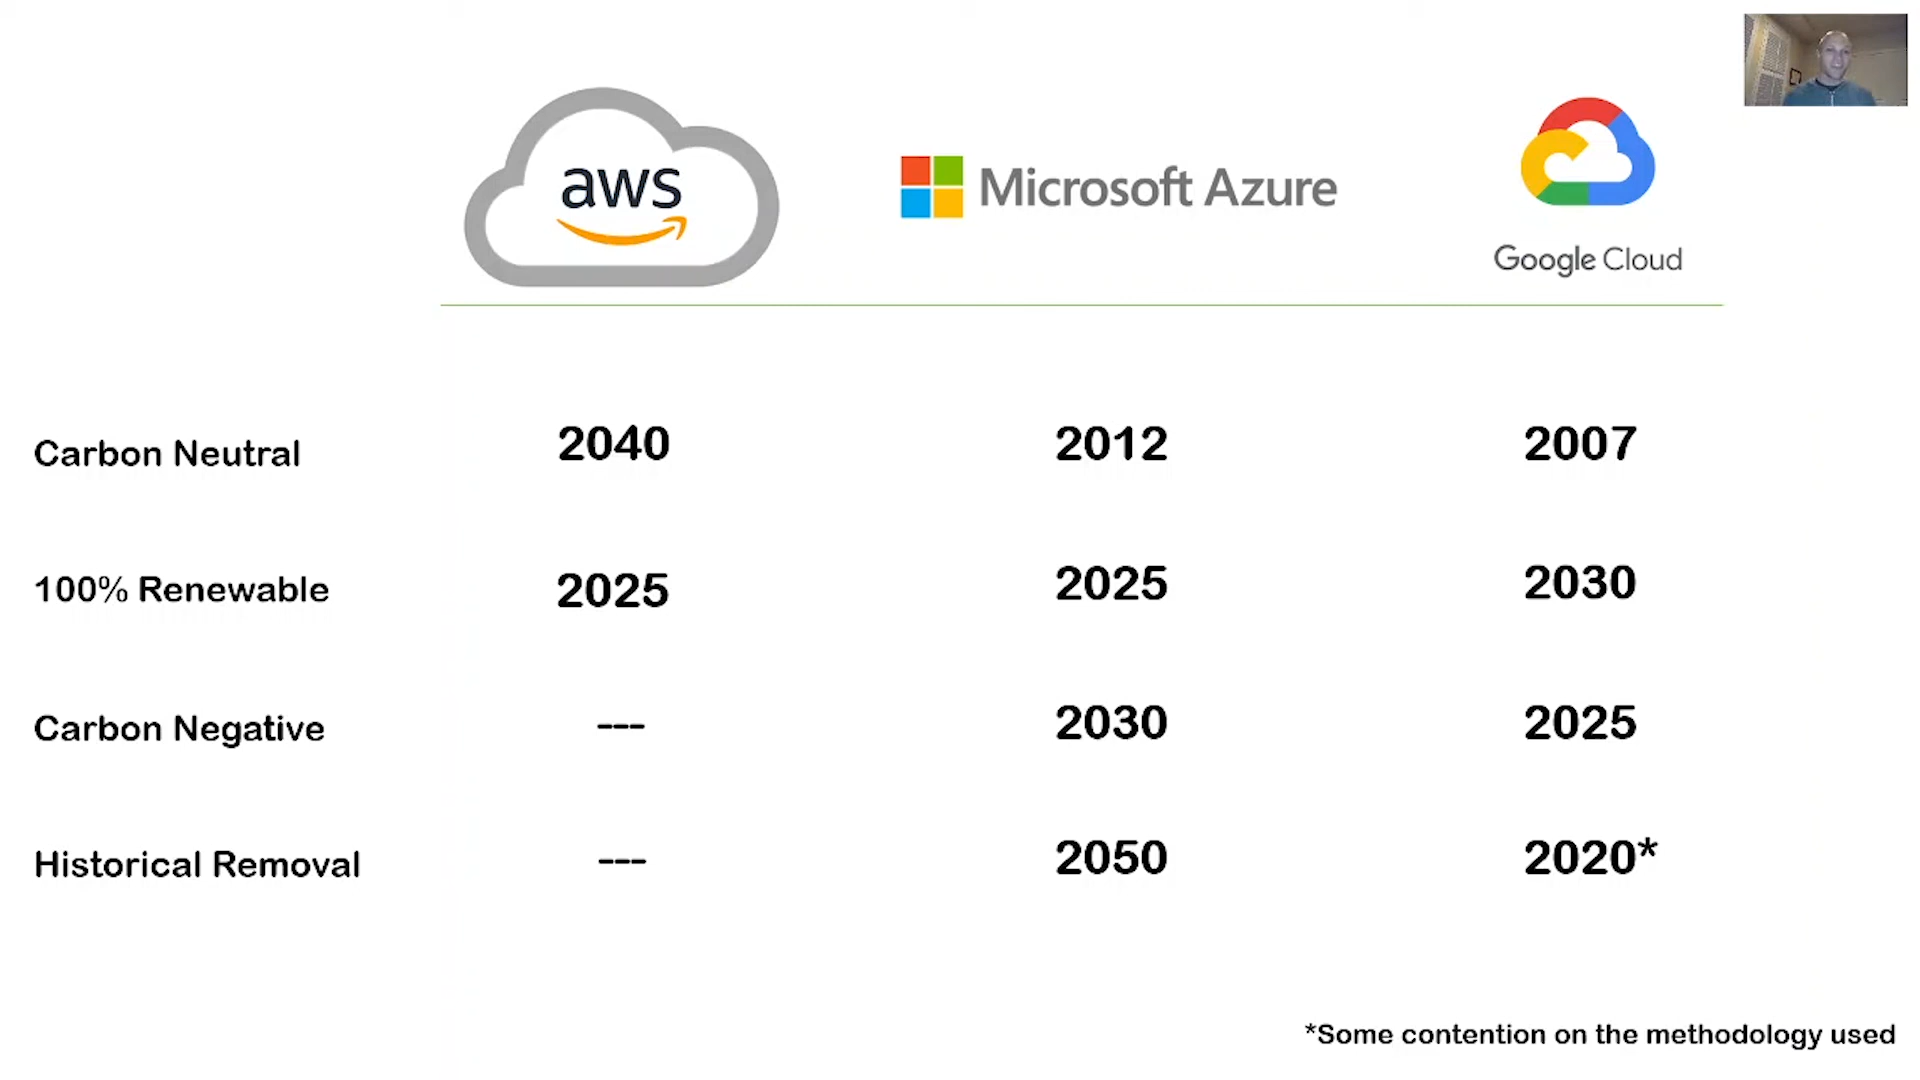 aws
Microsoft Azure
Google Cloud
Carbon Neutral 2040 2012 2007
100% Renewable 2025 2025 2030
Carbon Negative --- 2030 2025
Historical Removal --- 2050 2020*
*Some contention on the methodology used